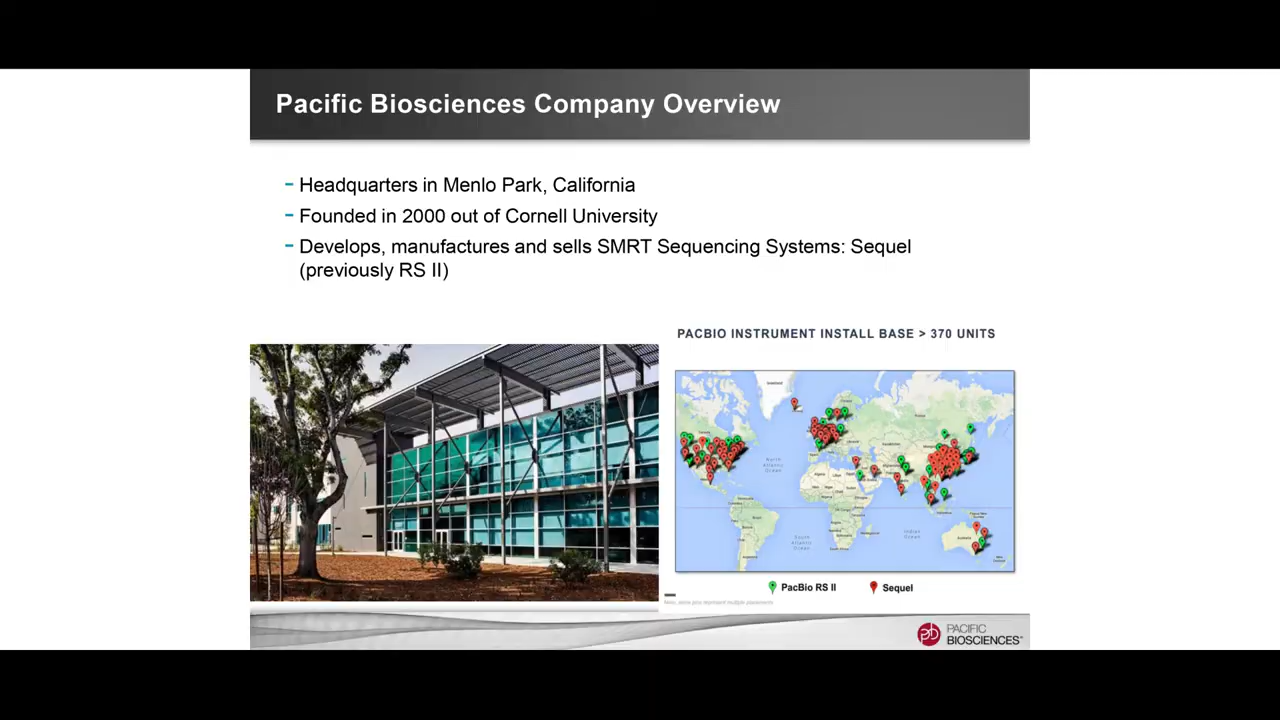 Pacific Biosciences Company Overview
- Headquarters in Menlo Park, California
- Founded in 2000 out of Cornell University
- Develops, manufactures and sells SMRT Sequencing Systems: Sequel
(previously RS II)
PACBIO INSTRUMENT INSTALL BASE > 370 UNITS
North
Atlantic
Ocean
South
Atlantic
Ocean
Indian
Ocean
PacBio RS II
Sequel
PACIFIC
BIOSCIENCES